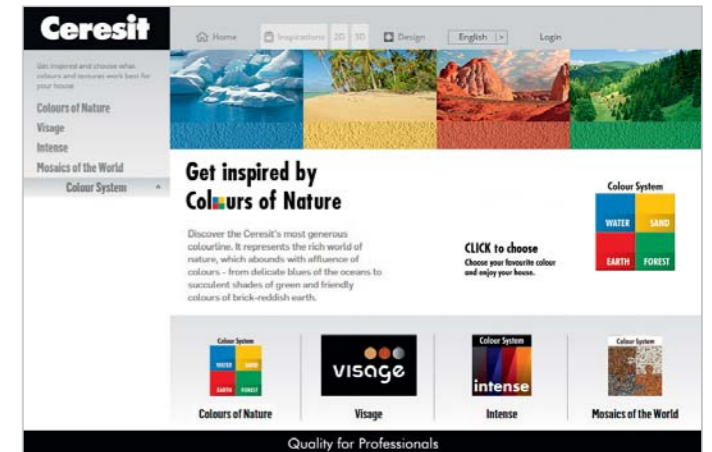 Ceresit
Home
Inspirations 2D 3D
Design
English
Login
Get inspired and choose what
colours and textures work best for
your house
Colours of Nature
Visage
Intense
Mosaics of the World
Colour System
Get inspired by
Colours of Nature
Discover the Ceresit's most generous
colourline. It represents the rich world of
nature, which abounds with affluence of
colours - from delicate blues of the oceans to
succulent shades of green and friendly
colours of brick-reddish earth.
CLICK to choose
Choose your favourite colour
and enjoy your house.
Colour System
WATER SAND
EARTH FOREST
Colour System
WATER SAND
EARTH FOREST
Colours of Nature
visage
Visage
Colour System
intense
Intense
Colour System
Mosaics of the World
Quality for Professionals